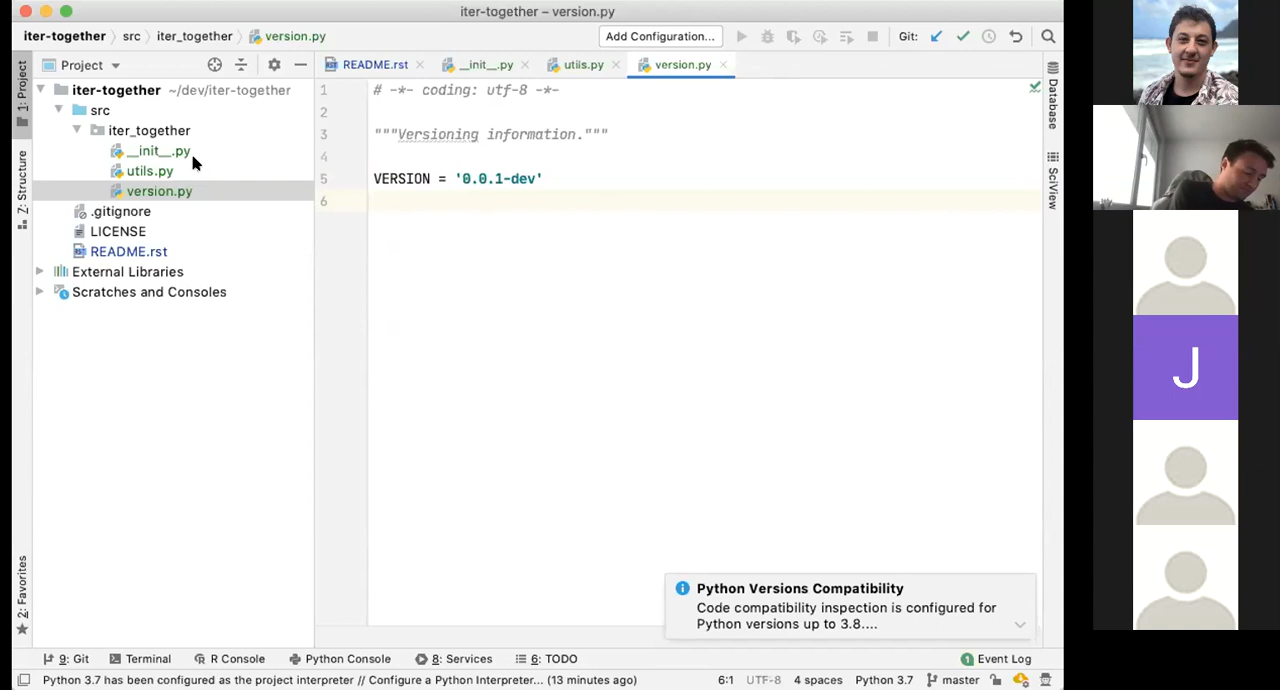 iter-together – version.py
iter-together src iter_together version.py Add Configuration... Git:
Project README.rst __init__.py utils.py version.py
1: Project
Z: Structure
2: Favorites
iter-together ~/dev/iter-together
src
iter_together
__init__.py
utils.py
version.py
.gitignore
LICENSE
README.rst
External Libraries
Scratches and Consoles
1 # -*- coding: utf-8 -*-
2
3 """Versioning information."""
4
5 VERSION = '0.0.1-dev'
6
Database
SciView
J
Python Versions Compatibility
Code compatibility inspection is configured for
Python versions up to 3.8....
9: Git Terminal R Console Python Console 8: Services 6: TODO 1 Event Log
Python 3.7 has been configured as the project interpreter // Configure a Python Interpreter... (13 minutes ago) 6:1 UTF-8 4 spaces Python 3.7 master